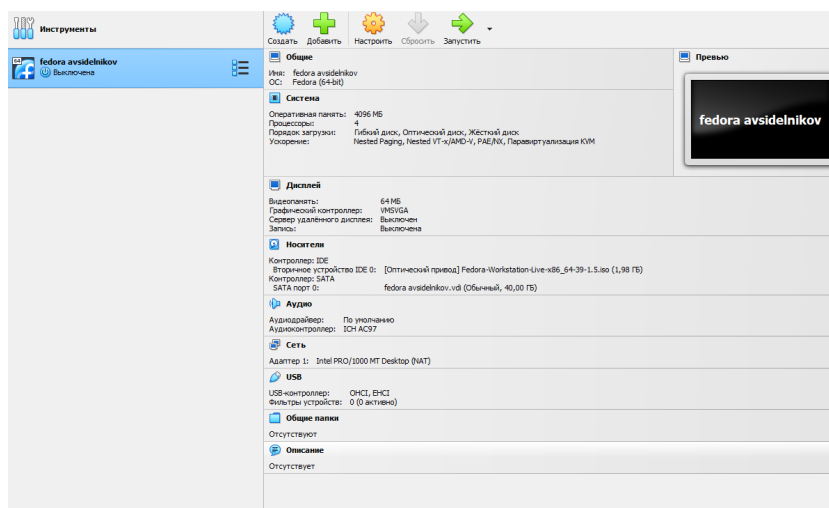 Инструменты
64
fedora avsidelnikov
Выключена
Создать Добавить Настроить Сбросить Запустить
Общие
Имя: fedora avsidelnikov
ОС: Fedora (64-bit)
Превью
fedora avsidelnikov
Система
Оперативная память: 4096 МБ
Процессоры: 4
Порядок загрузки: Гибкий диск, Оптический диск, Жёсткий диск
Ускорение: Nested Paging, Nested VT-x/AMD-V, PAE/NX, Паравиртуализация KVM
Дисплей
Видеопамять: 64 МБ
Графический контроллер: VMSVGA
Сервер удалённого дисплея: Выключен
Запись: Выключена
Носители
Контроллер: IDE
Вторичное устройство IDE 0: [Оптический привод] Fedora-Workstation-Live-x86_64-39-1.5.iso (1,98 ГБ)
Контроллер: SATA
SATA порт 0: fedora avsidelnikov.vdi (Обычный, 40,00 ГБ)
Аудио
Аудиодрайвер: По умолчанию
Аудиоконтроллер: ICH AC97
Сеть
Адаптер 1: Intel PRO/1000 MT Desktop (NAT)
USB
USB-контроллер: OHCI, EHCI
Фильтры устройств: 0 (0 активно)
Общие папки
Отсутствуют
Описание
Отсутствует